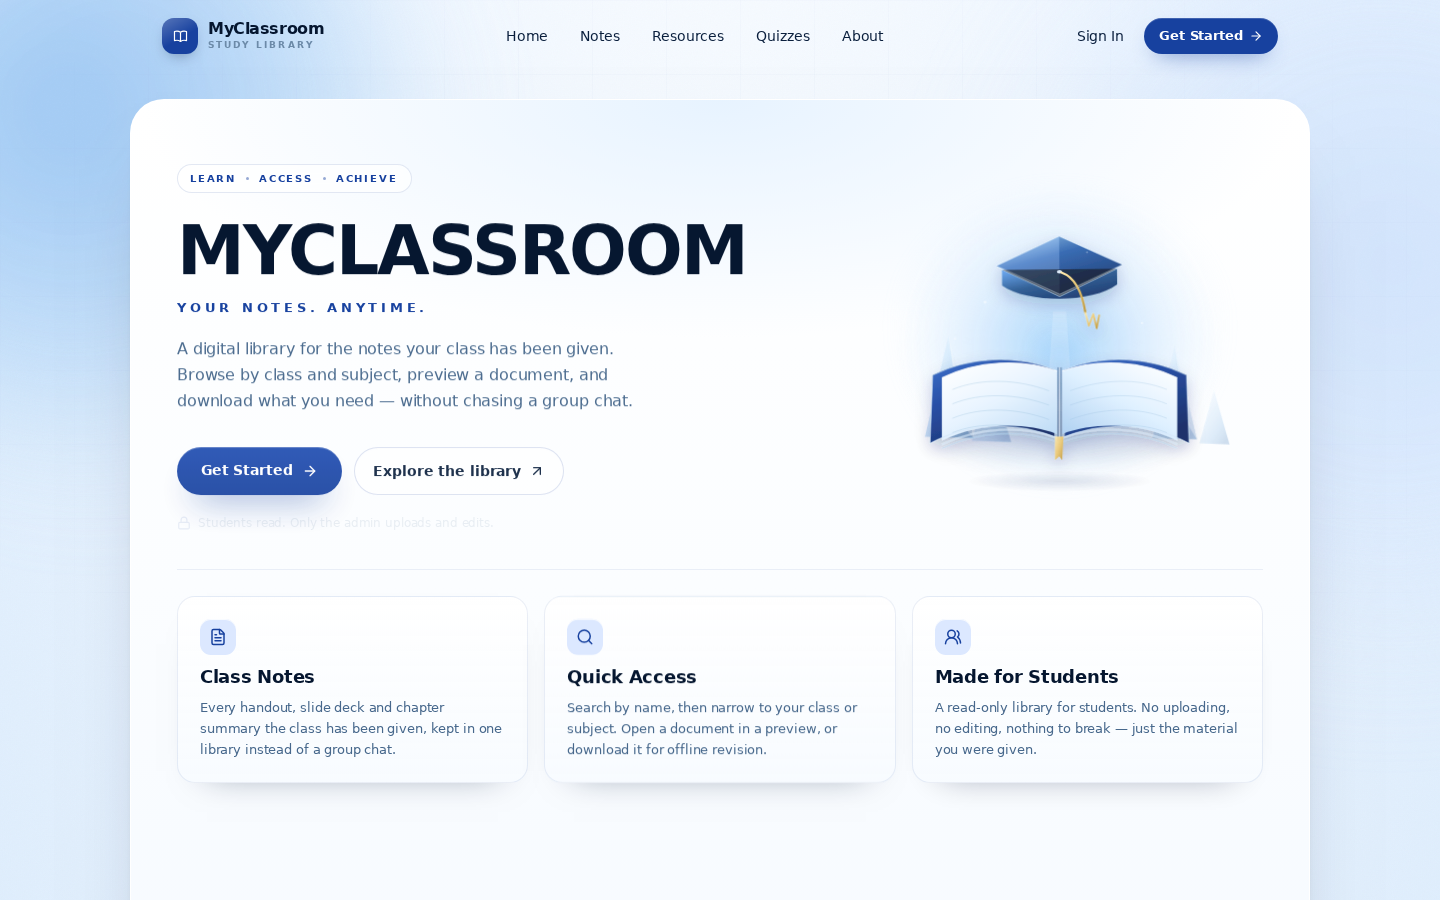 MyClassroom
STUDY LIBRARY
Home
Notes
Resources
Quizzes
About
Sign In
Get Started
LEARN • ACCESS • ACHIEVE
MYCLASSROOM
YOUR NOTES. ANYTIME.
A digital library for the notes your class has been given.
Browse by class and subject, preview a document, and
download what you need — without chasing a group chat.
Get Started
Explore the library
Students read. Only the admin uploads and edits.
Class Notes
Every handout, slide deck and chapter
summary the class has been given, kept in one
library instead of a group chat.
Quick Access
Search by name, then narrow to your class or
subject. Open a document in a preview, or
download it for offline revision.
Made for Students
A read-only library for students. No uploading,
no editing, nothing to break — just the material
you were given.